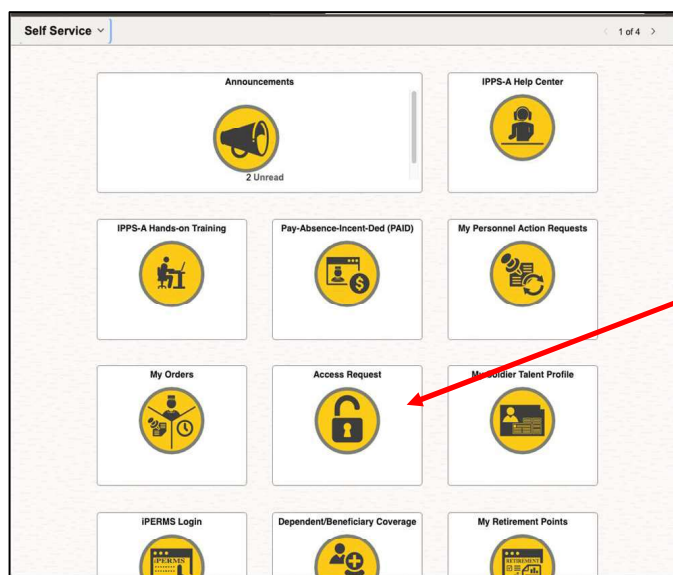 Self Service
1 of 4
Announcements
2 Unread
IPPS-A Help Center
IPPS-A Hands-on Training
Pay-Absence-Incent-Ded (PAID)
My Personnel Action Requests
My Orders
Access Request
My Soldier Talent Profile
iPERMS Login
Dependent/Beneficiary Coverage
My Retirement Points
iPERMS
RETIREMENT